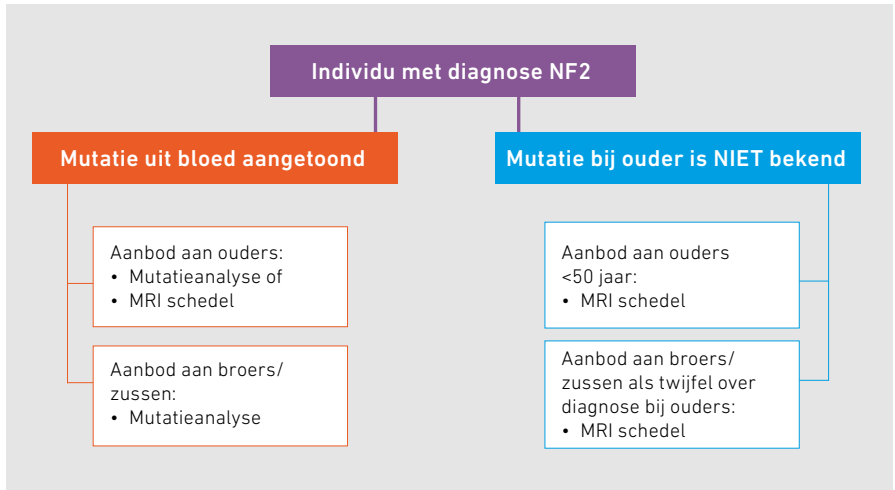 Individu met diagnose NF2
Mutatie uit bloed aangetoond
Aanbod aan ouders:
• Mutatieanalyse of
• MRI schedel
Aanbod aan broers/
zussen:
• Mutatieanalyse
Mutatie bij ouder is NIET bekend
Aanbod aan ouders
<50 jaar:
• MRI schedel
Aanbod aan broers/
zussen als twijfel over
diagnose bij ouders:
• MRI schedel